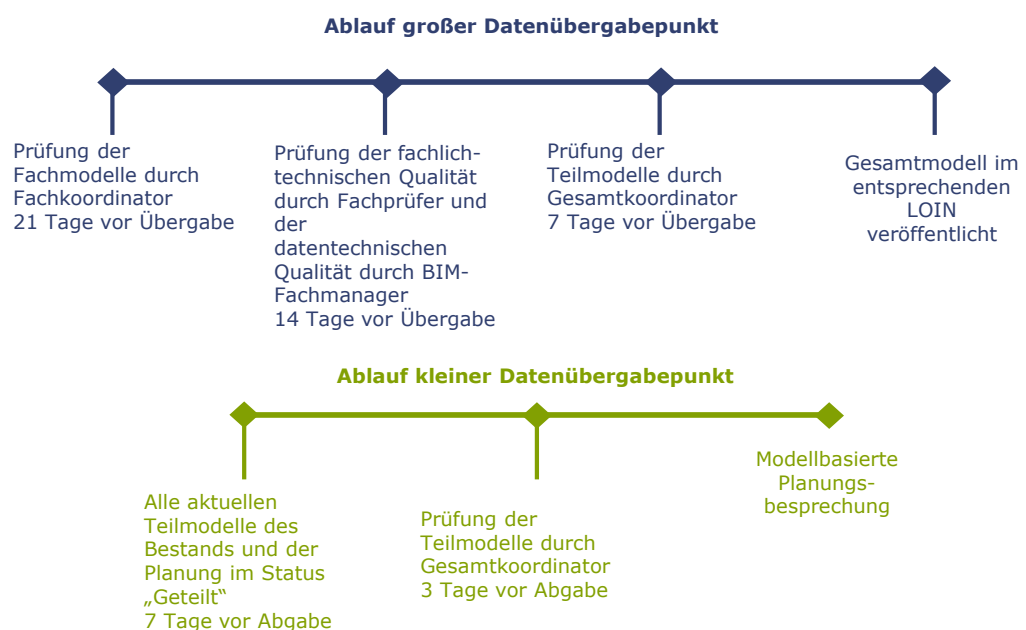 Ablauf großer Datenübergabepunkt
Prüfung der
Fachmodelle durch
Fachkoordinator
21 Tage vor Übergabe
Prüfung der fachlich-
technischen Qualität
durch Fachprüfer und
der
datentechnischen
Qualität durch BIM-
Fachmanager
14 Tage vor Übergabe
Prüfung der
Teilmodelle durch
Gesamtkoordinator
7 Tage vor Übergabe
Gesamtmodell im
entsprechenden
LOIN
veröffentlicht
Ablauf kleiner Datenübergabepunkt
Alle aktuellen
Teilmodelle des
Bestands und der
Planung im Status
„Geteilt“
7 Tage vor Abgabe
Prüfung der
Teilmodelle durch
Gesamtkoordinator
3 Tage vor Abgabe
Modellbasierte
Planungs-
besprechung